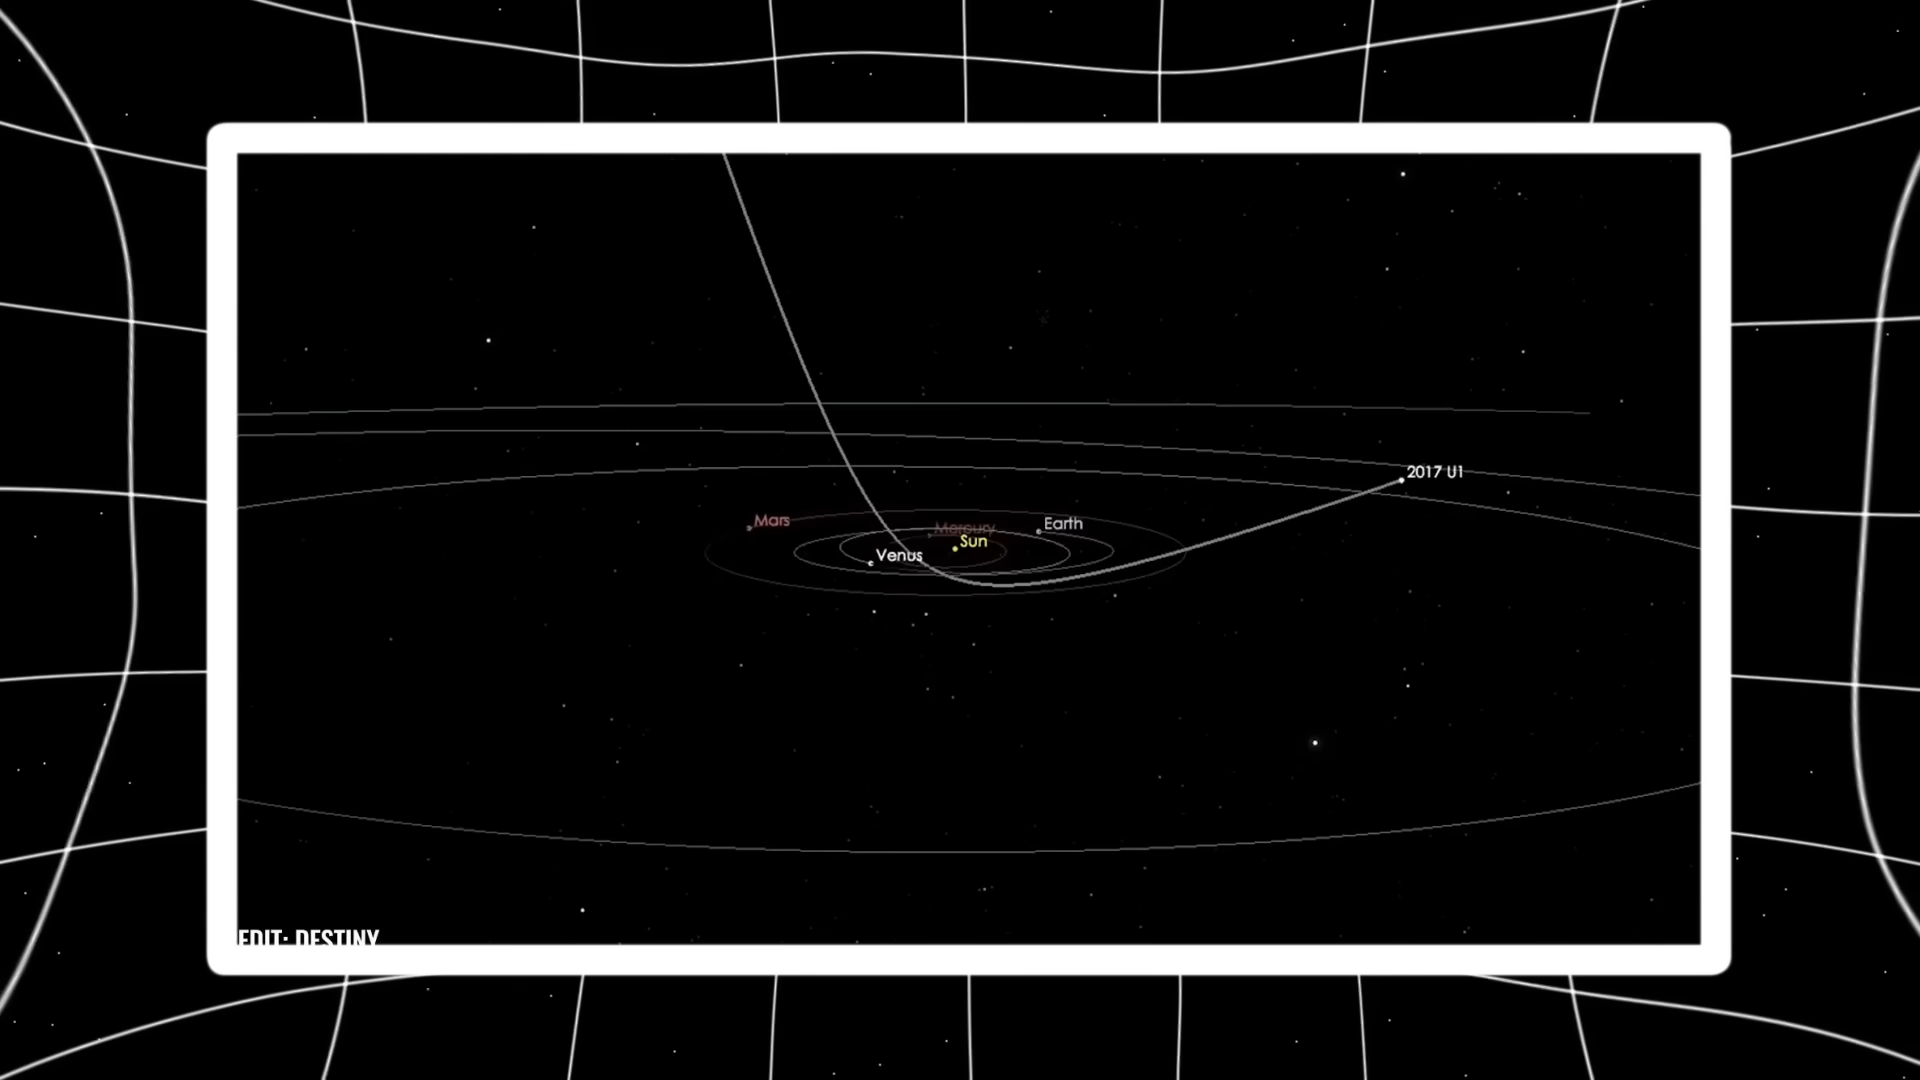 2017 U1
Mars
Mercury
Earth
Sun
Venus
EDIT: DESTINY